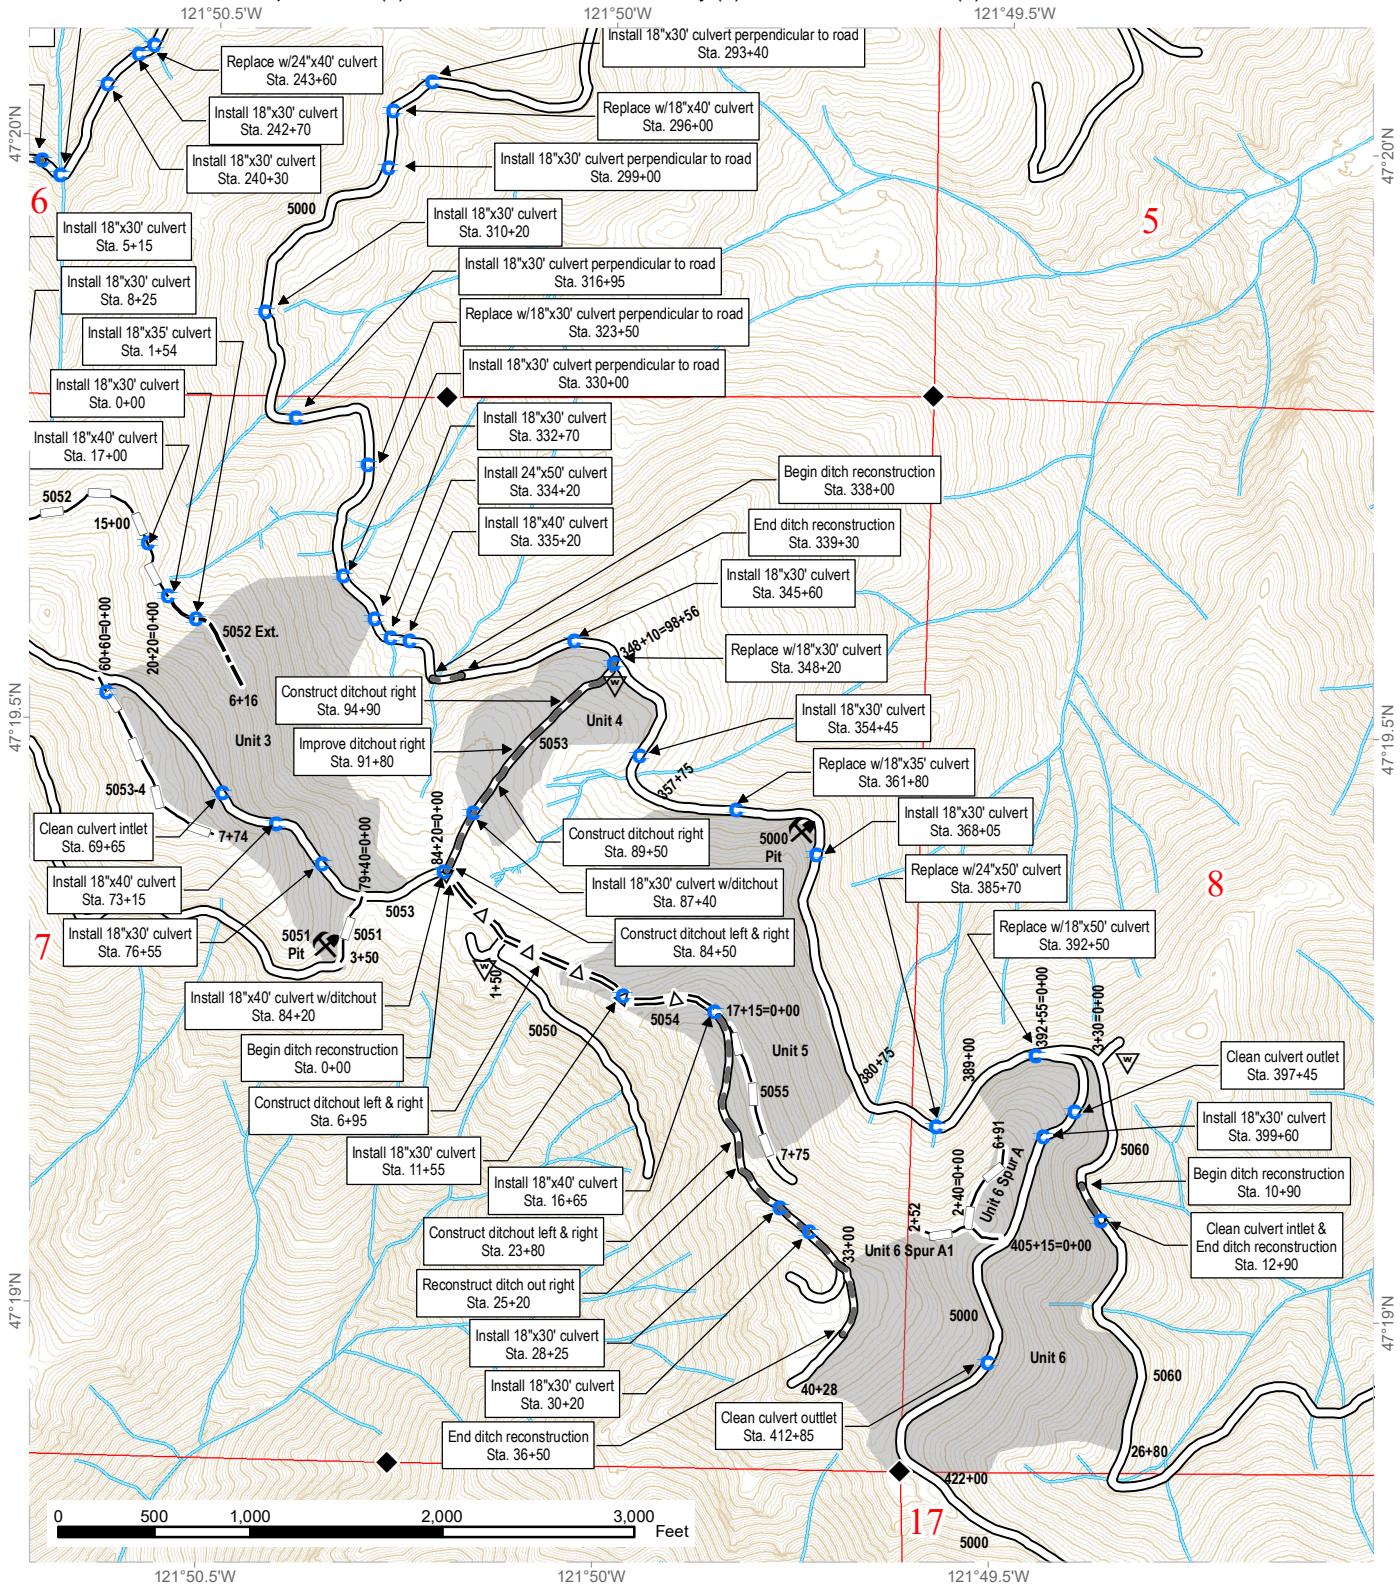 121°50.5'W
121°50'W
121°49.5'W
47°20'N
47°20'N
Install 18"x30' culvert perpendicular to road
Sta. 293+40
Replace w/24"x40' culvert
Sta. 243+60
Install 18"x30' culvert
Sta. 242+70
Install 18"x30' culvert
Sta. 240+30
Replace w/18"x40' culvert
Sta. 296+00
Install 18"x30' culvert perpendicular to road
Sta. 299+00
5000
6
5
Install 18"x30' culvert
Sta. 5+15
Install 18"x30' culvert
Sta. 310+20
Install 18"x30' culvert
Sta. 8+25
Install 18"x30' culvert perpendicular to road
Sta. 316+95
Install 18"x35' culvert
Sta. 1+54
Replace w/18"x30' culvert perpendicular to road
Sta. 323+50
Install 18"x30' culvert
Sta. 0+00
Install 18"x30' culvert perpendicular to road
Sta. 330+00
Install 18"x40' culvert
Sta. 17+00
Install 18"x30' culvert
Sta. 332+70
Install 24"x50' culvert
Sta. 334+20
Begin ditch reconstruction
Sta. 338+00
Install 18"x40' culvert
Sta. 335+20
End ditch reconstruction
Sta. 339+30
5052
15+00
Install 18"x30' culvert
Sta. 345+60
60+60=0+00
20+20=0+00
5052 Ext.
6+16
348+10=98+56
Replace w/18"x30' culvert
Sta. 348+20
47°19.5'N
47°19.5'N
Construct ditchout right
Sta. 94+90
W
Unit 4
Unit 3
Improve ditchout right
Sta. 91+80
5053
Install 18"x30' culvert
Sta. 354+45
357+75
Replace w/18"x35' culvert
Sta. 361+80
5053-4
7+74
Clean culvert inlet
Sta. 69+65
79+40=0+00
84+20=0+00
Construct ditchout right
Sta. 89+50
5000
Pit
Install 18"x30' culvert
Sta. 368+05
Install 18"x40' culvert
Sta. 73+15
Install 18"x30' culvert w/ditchout
Sta. 87+40
Replace w/24"x50' culvert
Sta. 385+70
8
5053
Install 18"x30' culvert
Sta. 76+55
Construct ditchout left & right
Sta. 84+50
Replace w/18"x50' culvert
Sta. 392+50
7
5051
Pit
5051
3+50
W
1+50
Install 18"x40' culvert w/ditchout
Sta. 84+20
5054
17+15=0+00
5050
Begin ditch reconstruction
Sta. 0+00
Unit 5
380+75
389+00
392+55=0+00
3+30=0+00
W
Clean culvert outlet
Sta. 397+45
Construct ditchout left & right
Sta. 6+95
5055
Install 18"x30' culvert
Sta. 399+60
Install 18"x30' culvert
Sta. 11+55
7+75
6+91
5060
Install 18"x40' culvert
Sta. 16+65
2+40=0+00
Unit 6 Spur A
Begin ditch reconstruction
Sta. 10+90
2+52
Construct ditchout left & right
Sta. 23+80
33+00
Unit 6 Spur A1
405+15=0+00
Clean culvert inlet &
End ditch reconstruction
Sta. 12+90
47°19'N
47°19'N
Reconstruct ditch out right
Sta. 25+20
5000
Install 18"x30' culvert
Sta. 28+25
Unit 6
5060
Install 18"x30' culvert
Sta. 30+20
40+28
Clean culvert outtlet
Sta. 412+85
End ditch reconstruction
Sta. 36+50
26+80
422+00
17
5000
0
500
1,000
2,000
3,000
Feet
121°50.5'W
121°50'W
121°49.5'W